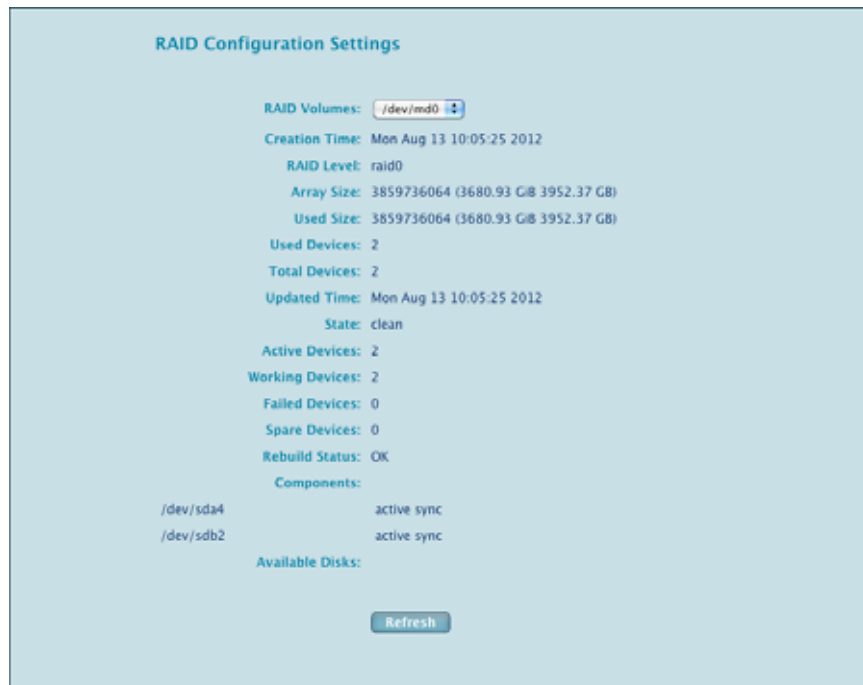 RAID Configuration Settings
RAID Volumes: /dev/md0
Creation Time: Mon Aug 13 10:05:25 2012
RAID Level: raid0
Array Size: 3859736064 (3680.93 GiB 3952.37 GB)
Used Size: 3859736064 (3680.93 GiB 3952.37 GB)
Used Devices: 2
Total Devices: 2
Updated Time: Mon Aug 13 10:05:25 2012
State: clean
Active Devices: 2
Working Devices: 2
Failed Devices: 0
Spare Devices: 0
Rebuild Status: OK
Components:
/dev/sda4 active sync
/dev/sdb2 active sync
Available Disks:
Refresh